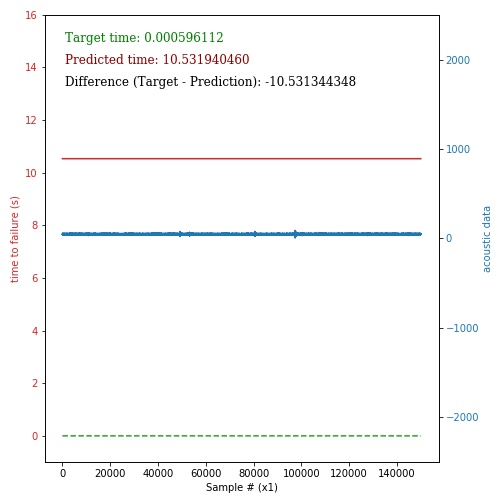 Target time: 0.000596112
Predicted time: 10.531940460
Difference (Target - Prediction): -10.531344348
time to failure (s)
16
14
12
10
8
6
4
2
0
2000
1000
0
−1000
−2000
acoustic data
0 20000 40000 60000 80000 100000 120000 140000
Sample # (x1)